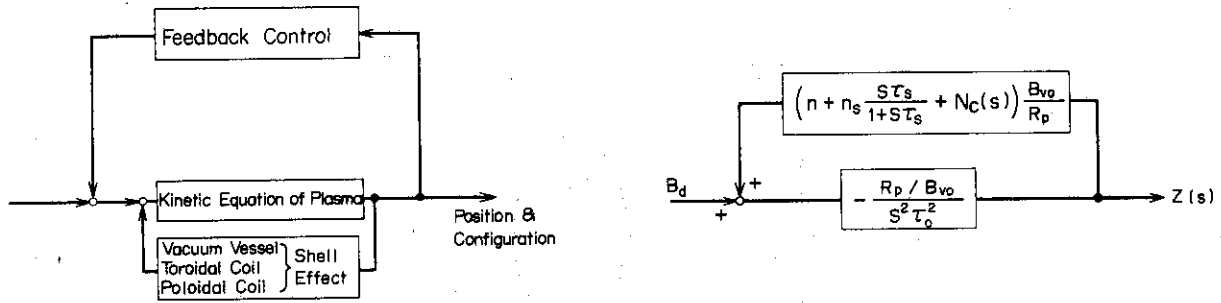 Feedback Control
Kinetic Equation of Plasma
Position &
Configuration
Vacuum Vessel
Toroidal Coil
Poloidal Coil
Shell
Effect
(n + n_s Sτ_s / 1+Sτ_s + N_C(s)) B_vo / R_p
B_d
+
+
- R_p / B_vo / S²τ_o²
Z(s)